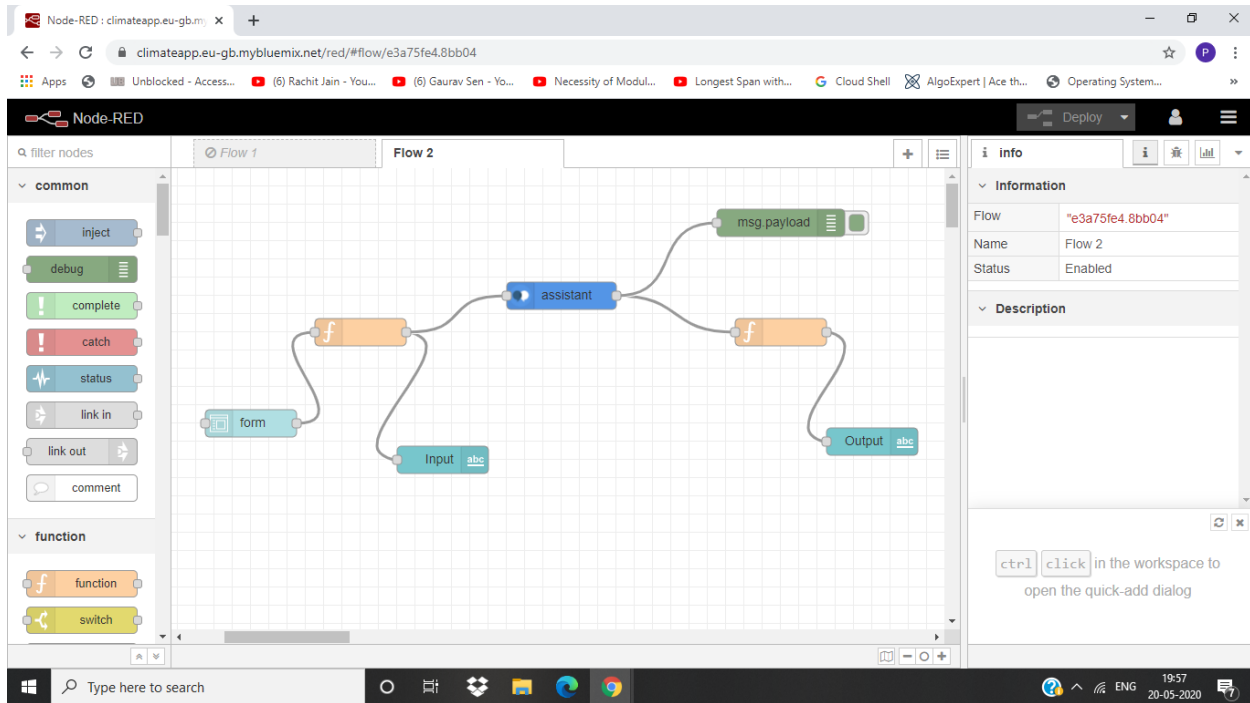 Node-RED : climateapp.eu-gb.my
climateapp.eu-gb.mybluemix.net/red/#flow/e3a75fe4.8bb04
P
Apps Unblocked - Access... (6) Rachit Jain - You... (6) Gaurav Sen - Yo... Necessity of Modul... Longest Span with... Cloud Shell AlgoExpert | Ace th... Operating System... »
Node-RED Deploy
filter nodes Flow 1 Flow 2 i info i
common
inject
debug
complete
catch
status
link in
link out
comment
function
function
switch
msg.payload
assistant
form
Input abc
Output abc
Information
Flow "e3a75fe4.8bb04"
Name Flow 2
Status Enabled
Description
ctrl click in the workspace to
open the quick-add dialog
Type here to search
ENG
19:57
20-05-2020
7